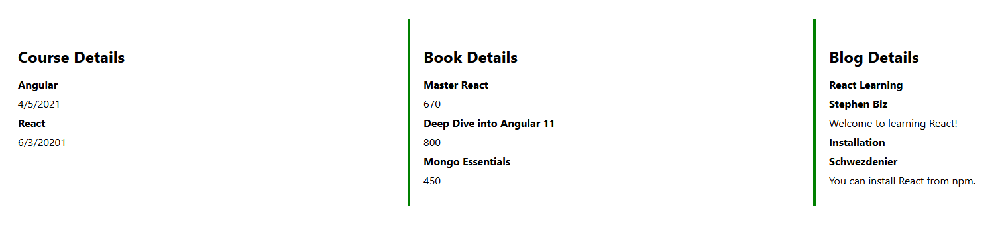 Course Details
Angular
4/5/2021
React
6/3/20201
Book Details
Master React
670
Deep Dive into Angular 11
800
Mongo Essentials
450
Blog Details
React Learning
Stephen Biz
Welcome to learning React!
Installation
Schwezdenier
You can install React from npm.